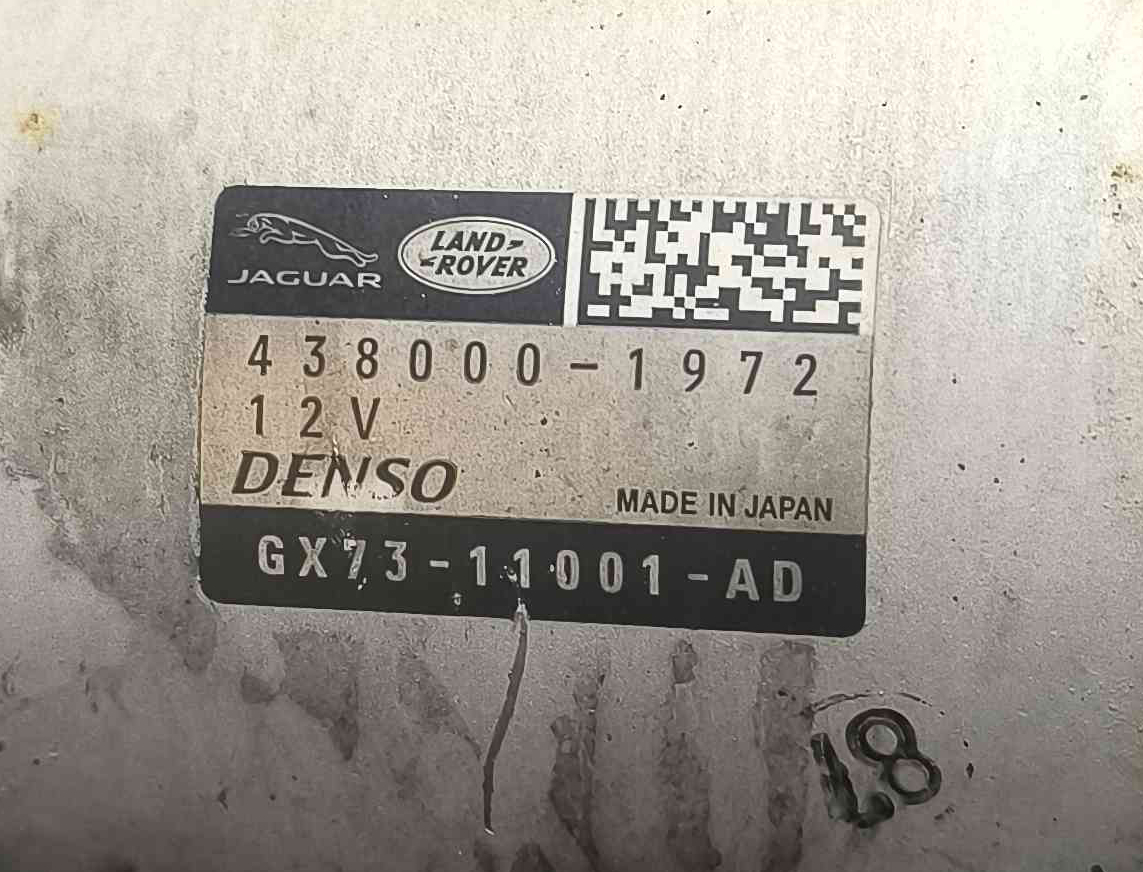 JAGUAR
LAND
ROVER
438000-1972
12V
DENSO
MADE IN JAPAN
GX73-11001-AD